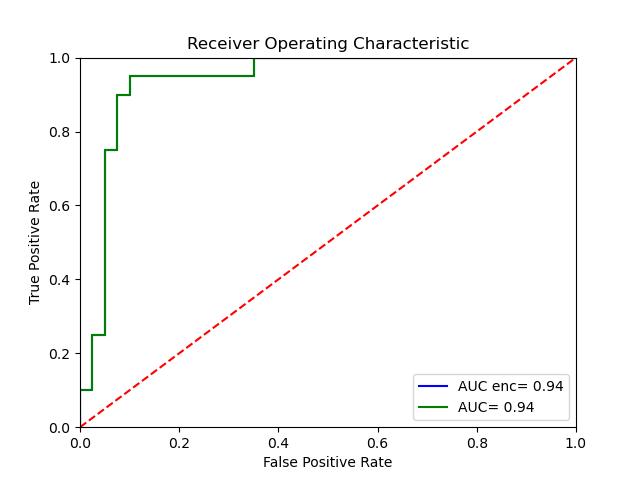 Receiver Operating Characteristic
1.0
0.8
0.6
0.4
0.2
0.0
True Positive Rate
0.0 0.2 0.4 0.6 0.8 1.0
False Positive Rate
AUC enc= 0.94
AUC= 0.94